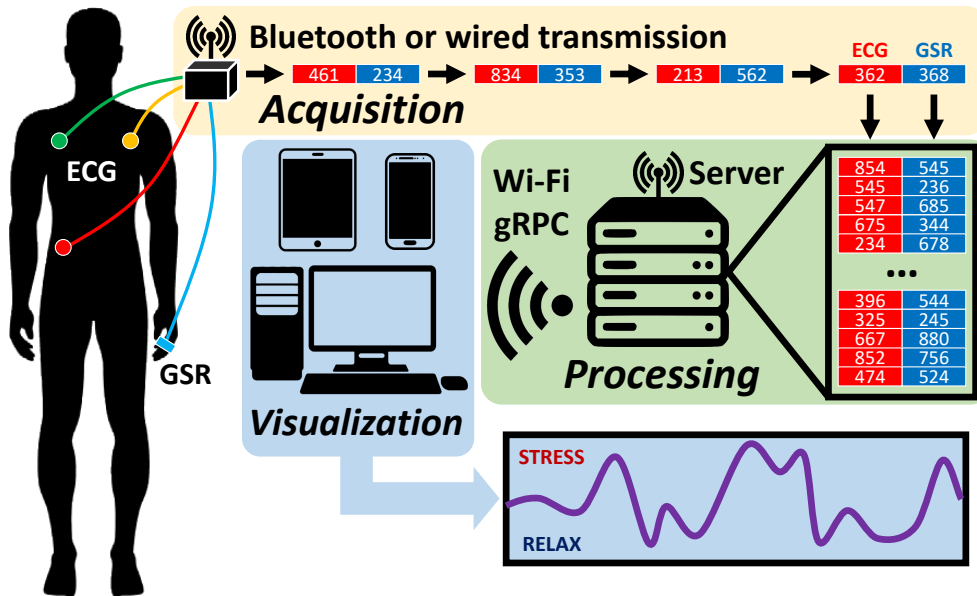 Bluetooth or wired transmission
ECG GSR
461 234 834 353 213 562 362 368
Acquisition
ECG
GSR
Visualization
Wi-Fi
gRPC
Server
Processing
854 545
545 236
547 685
675 344
234 678
...
396 544
325 245
667 880
852 756
474 524
STRESS
RELAX